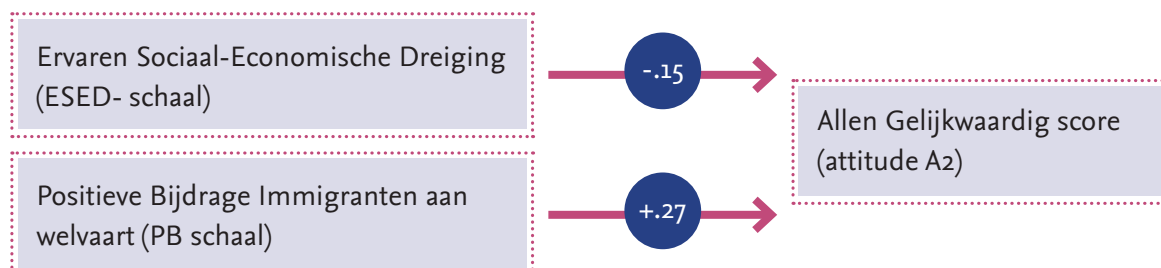 Ervaren Sociaal-Economische Dreiging
(ESED- schaal)
-.15
Allen Gelijkwaardig score
(attitude A2)
Positieve Bijdrage Immigranten aan
welvaart (PB schaal)
+.27